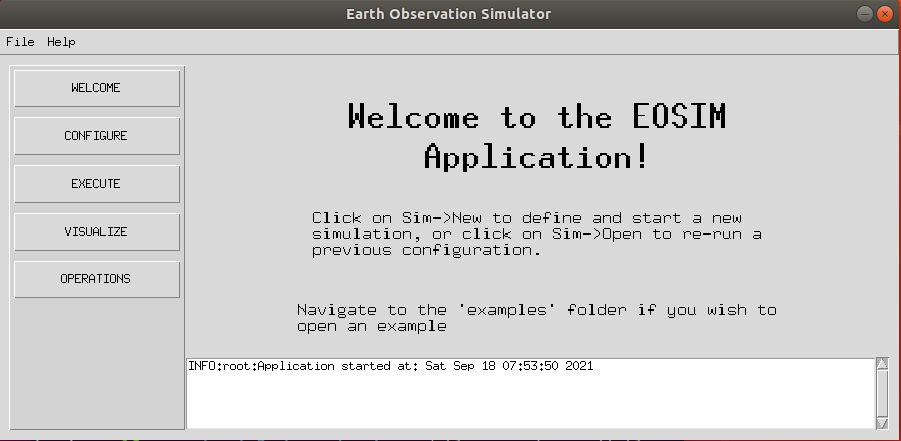 Earth Observation Simulator
File Help
WELCOME
CONFIGURE
EXECUTE
VISUALIZE
OPERATIONS
Welcome to the EOSIM
Application!
Click on Sim->New to define and start a new
simulation, or click on Sim->Open to re-run a
previous configuration.
Navigate to the 'examples' folder if you wish to
open an example
INFO:root:Application started at: Sat Sep 18 07:53:50 2021